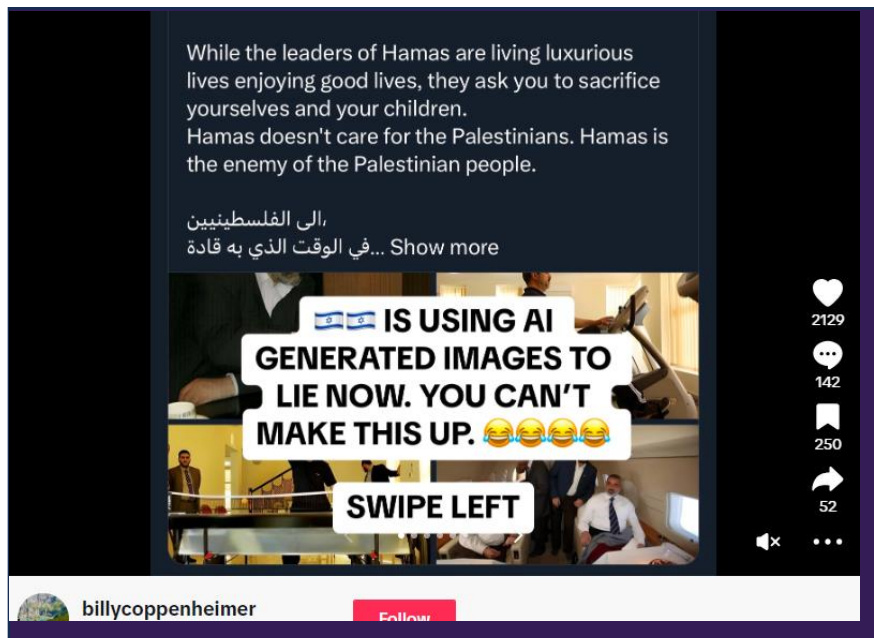 While the leaders of Hamas are living luxurious
lives enjoying good lives, they ask you to sacrifice
yourselves and your children.
Hamas doesn't care for the Palestinians. Hamas is
the enemy of the Palestinian people.
الى الفلسطينيين,
في الوقت الذي به قادة... Show more
🇮🇱🇮🇱 IS USING AI
GENERATED IMAGES TO
LIE NOW. YOU CAN'T
MAKE THIS UP. 😂😂😂😂
SWIPE LEFT
2129
142
250
52
billycoppenheimer
Follow